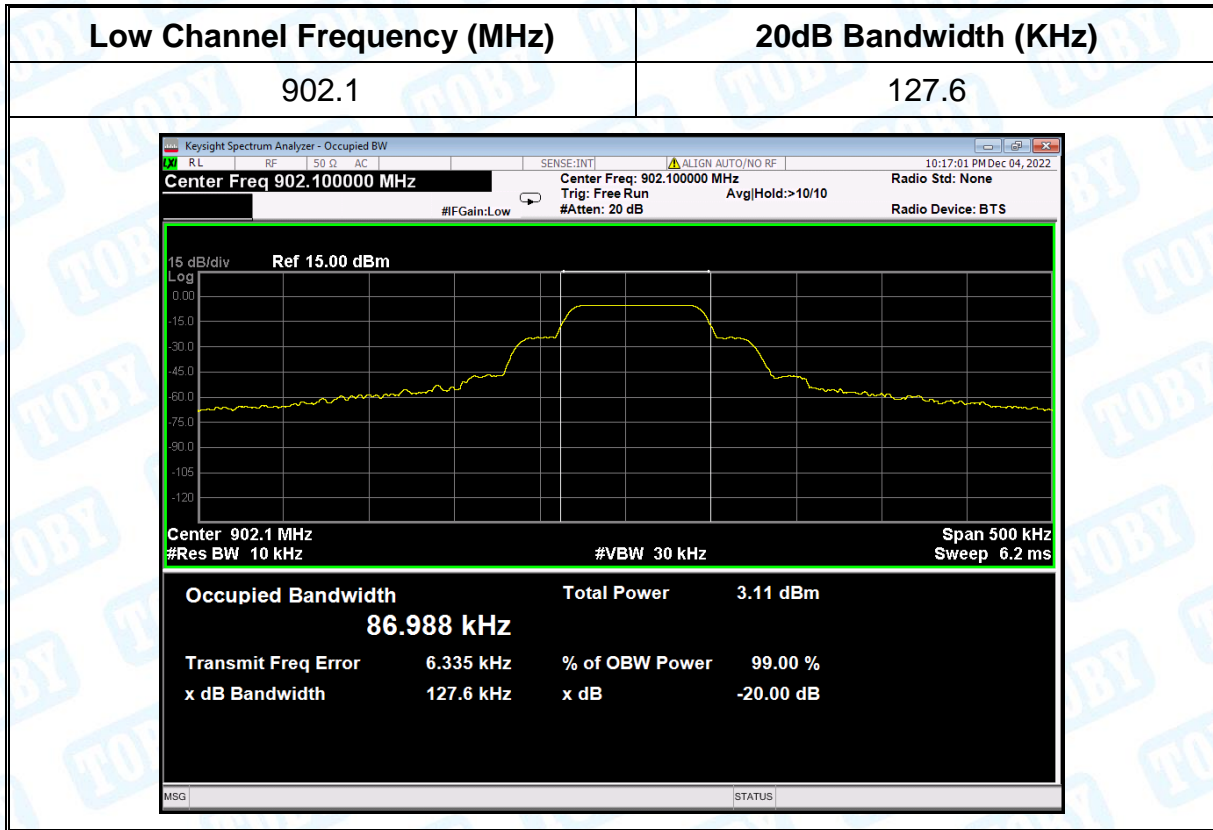 Low Channel Frequency (MHz) 20dB Bandwidth (KHz)
902.1 127.6
Keysight Spectrum Analyzer - Occupied BW
LXI RL RF 50 Ω AC SENSE:INT ALIGN AUTO/NO RF 10:17:01 PM Dec 04, 2022
Center Freq 902.100000 MHz Center Freq: 902.100000 MHz Radio Std: None
Trig: Free Run Avg|Hold:>10/10
#IFGain:Low #Atten: 20 dB Radio Device: BTS
15 dB/div Ref 15.00 dBm
Log
0.00
-15.0
-30.0
-45.0
-60.0
-75.0
-90.0
-105
-120
Center 902.1 MHz Span 500 kHz
#Res BW 10 kHz #VBW 30 kHz Sweep 6.2 ms
Occupied Bandwidth Total Power 3.11 dBm
86.988 kHz
Transmit Freq Error 6.335 kHz % of OBW Power 99.00 %
x dB Bandwidth 127.6 kHz x dB -20.00 dB
MSG STATUS
TOBY